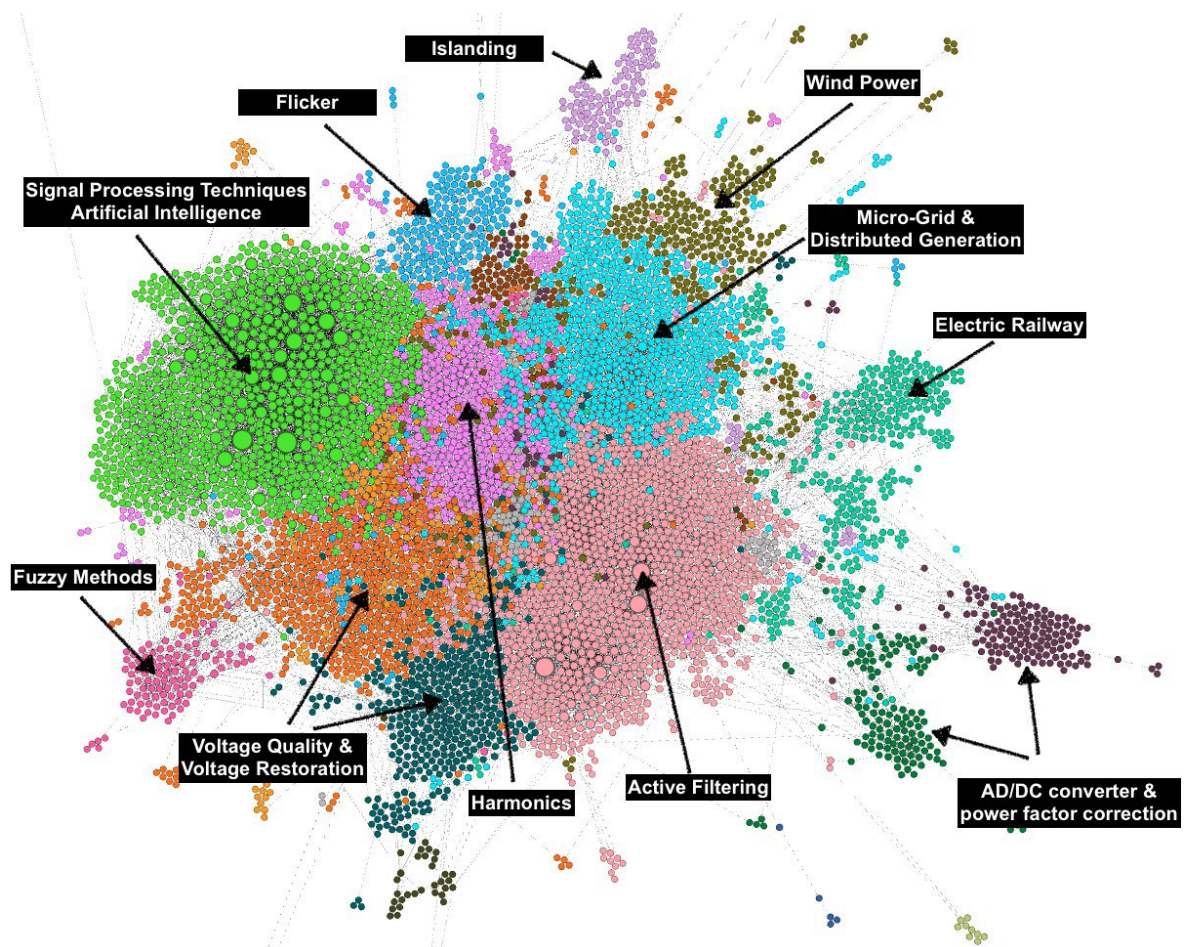 Islanding
Wind Power
Flicker
Signal Processing Techniques
Artificial Intelligence
Micro-Grid &
Distributed Generation
Electric Railway
Fuzzy Methods
Voltage Quality &
Voltage Restoration
Harmonics
Active Filtering
AD/DC converter &
power factor correction